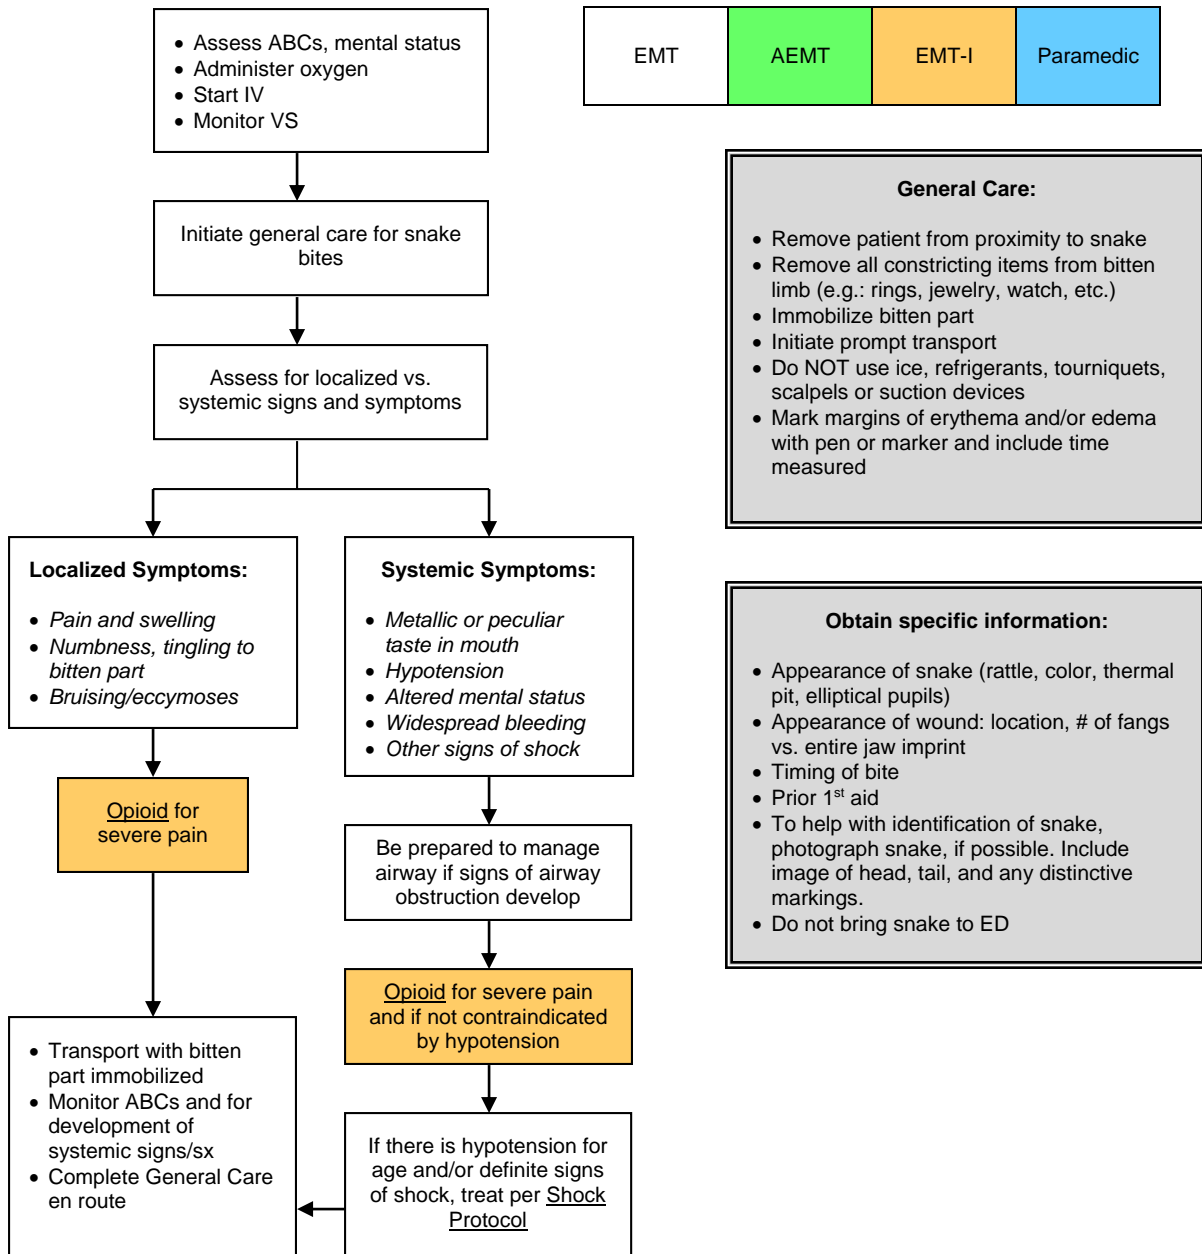 • Assess ABCs, mental status
• Administer oxygen
• Start IV
• Monitor VS
EMT
AEMT
EMT-I
Paramedic
Initiate general care for snake
bites
Assess for localized vs.
systemic signs and symptoms
General Care:
• Remove patient from proximity to snake
• Remove all constricting items from bitten
limb (e.g.: rings, jewelry, watch, etc.)
• Immobilize bitten part
• Initiate prompt transport
• Do NOT use ice, refrigerants, tourniquets,
scalpels or suction devices
• Mark margins of erythema and/or edema
with pen or marker and include time
measured
Localized Symptoms:
• Pain and swelling
• Numbness, tingling to
bitten part
• Bruising/eccymoses
Systemic Symptoms:
• Metallic or peculiar
taste in mouth
• Hypotension
• Altered mental status
• Widespread bleeding
• Other signs of shock
Obtain specific information:
• Appearance of snake (rattle, color, thermal
pit, elliptical pupils)
• Appearance of wound: location, # of fangs
vs. entire jaw imprint
• Timing of bite
• Prior 1st aid
• To help with identification of snake,
photograph snake, if possible. Include
image of head, tail, and any distinctive
markings.
• Do not bring snake to ED
Opioid for
severe pain
Be prepared to manage
airway if signs of airway
obstruction develop
Opioid for severe pain
and if not contraindicated
by hypotension
• Transport with bitten
part immobilized
• Monitor ABCs and for
development of
systemic signs/sx
• Complete General Care
en route
If there is hypotension for
age and/or definite signs
of shock, treat per Shock
Protocol